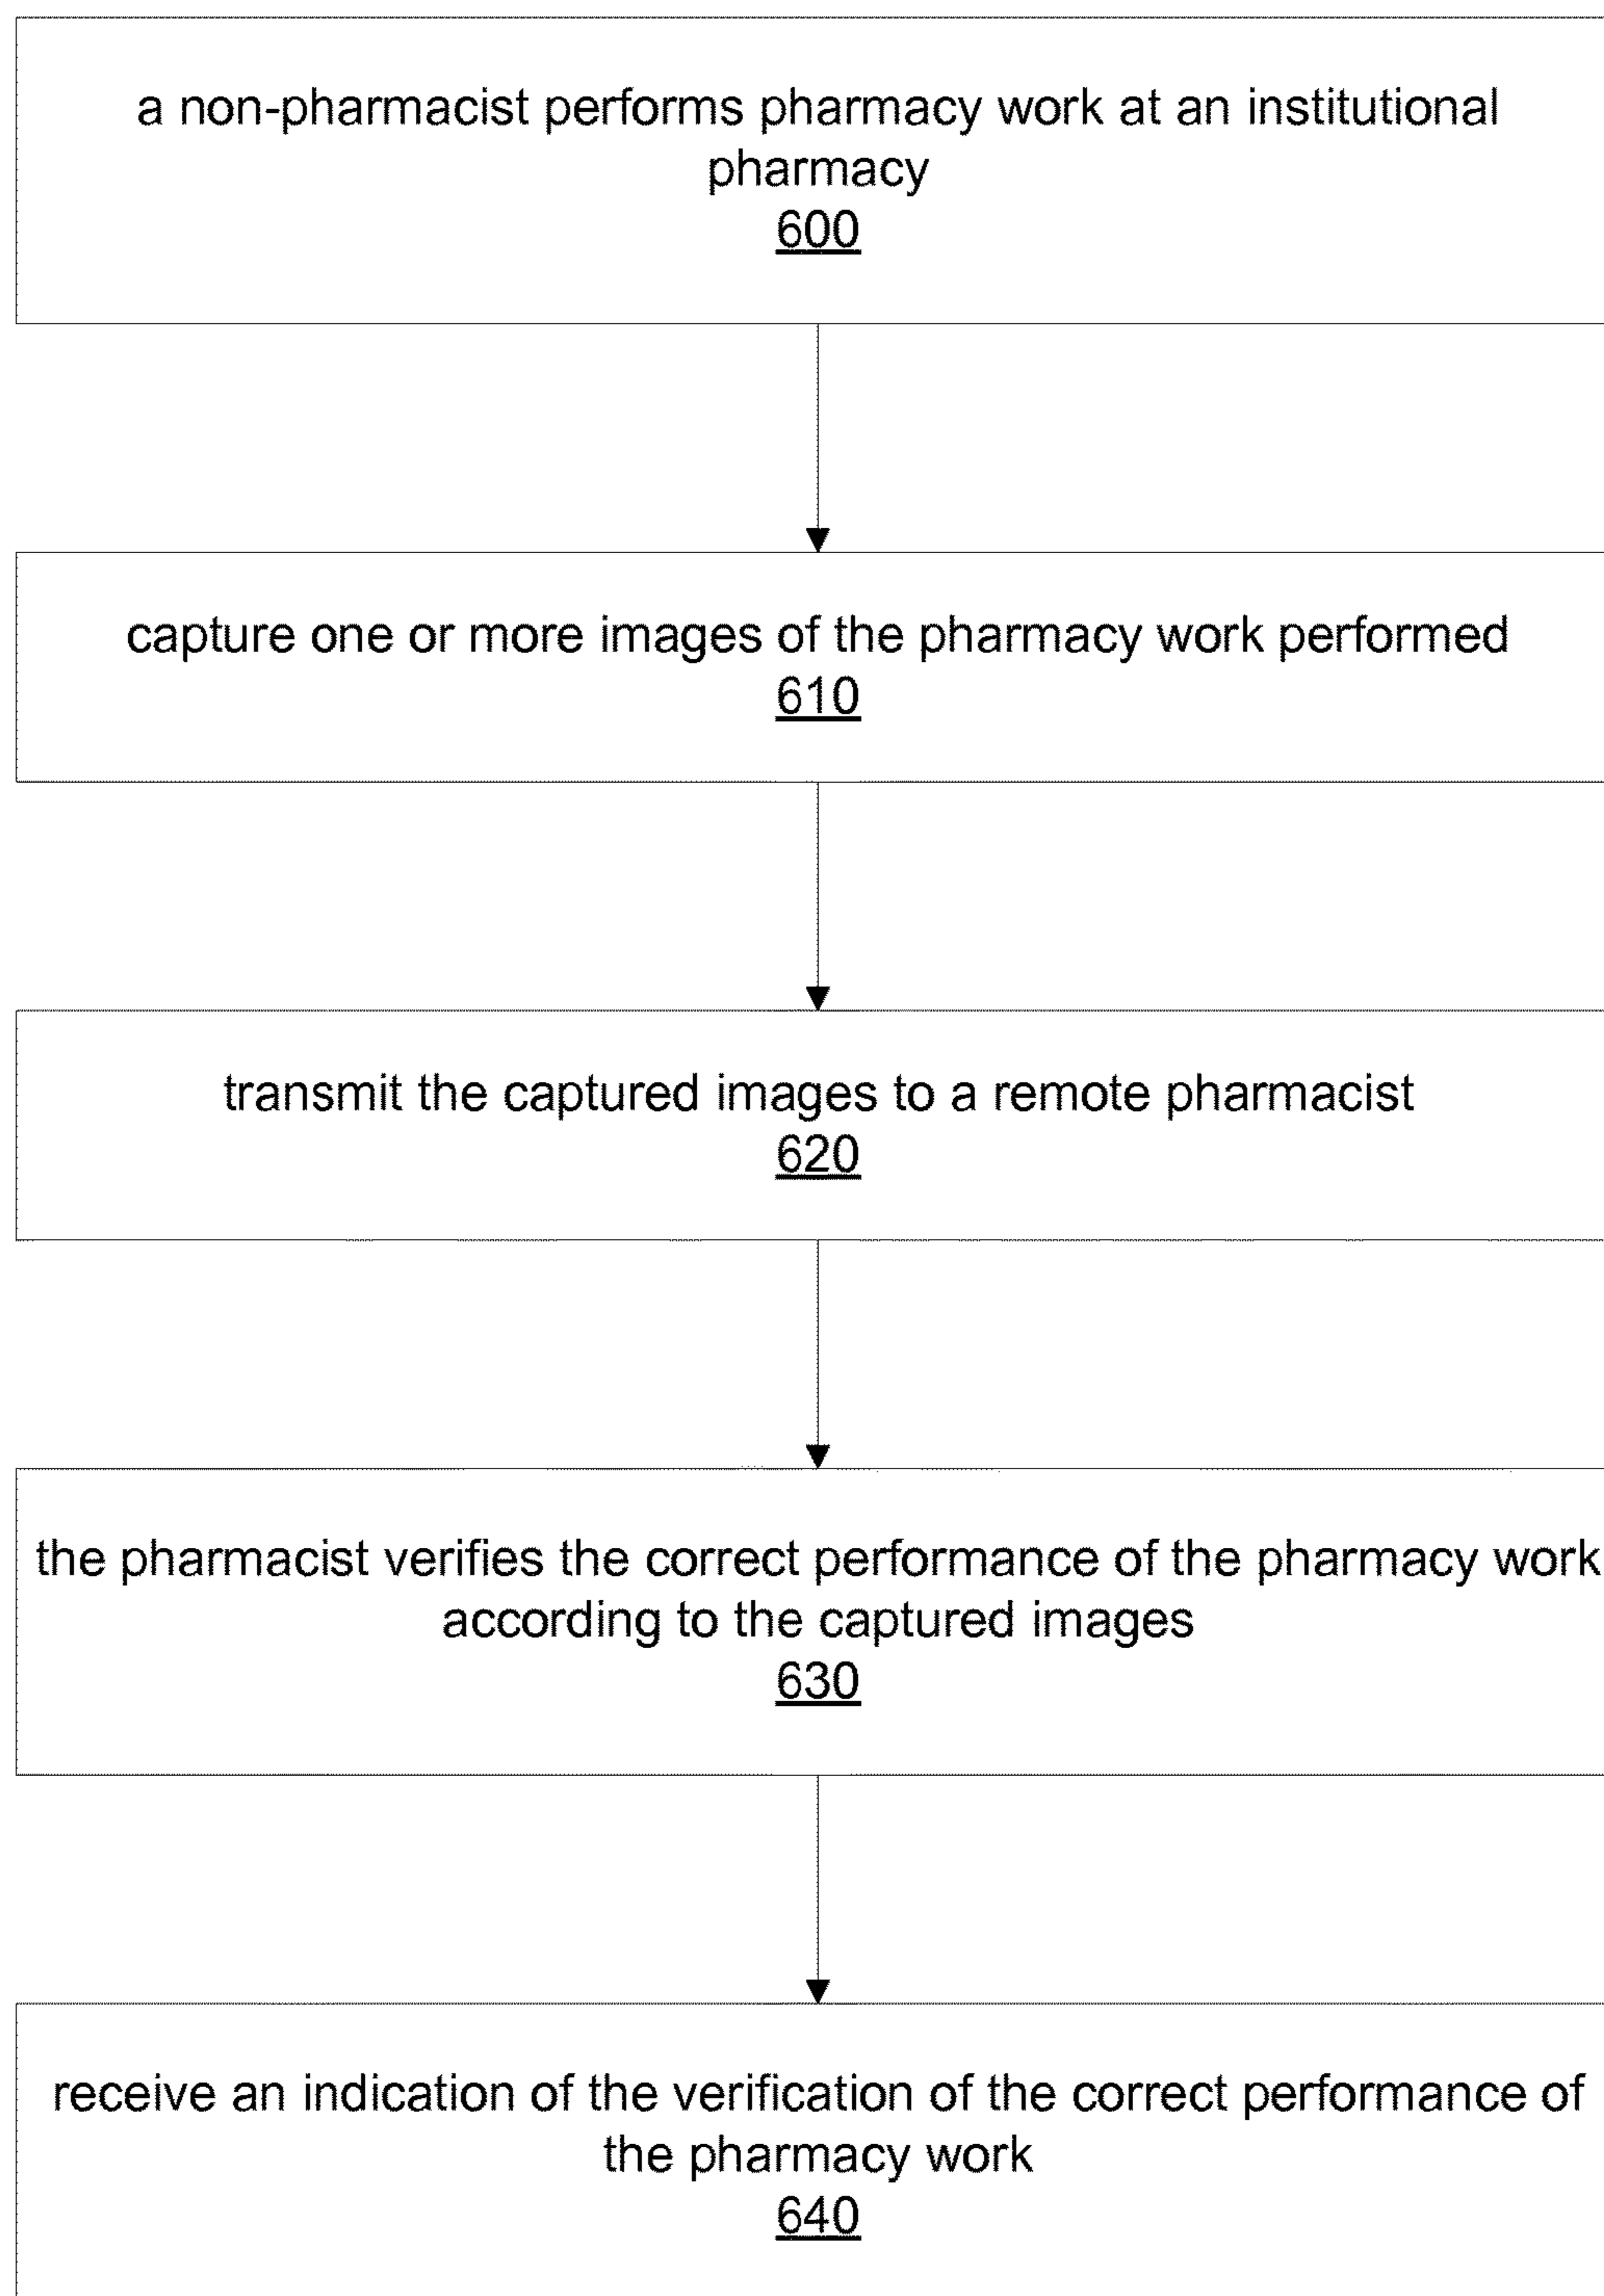 a non-pharmacist performs pharmacy work at an institutional
pharmacy
600
capture one or more images of the pharmacy work performed
610
transmit the captured images to a remote pharmacist
620
the pharmacist verifies the correct performance of the pharmacy work
according to the captured images
630
receive an indication of the verification of the correct performance of
the pharmacy work
640